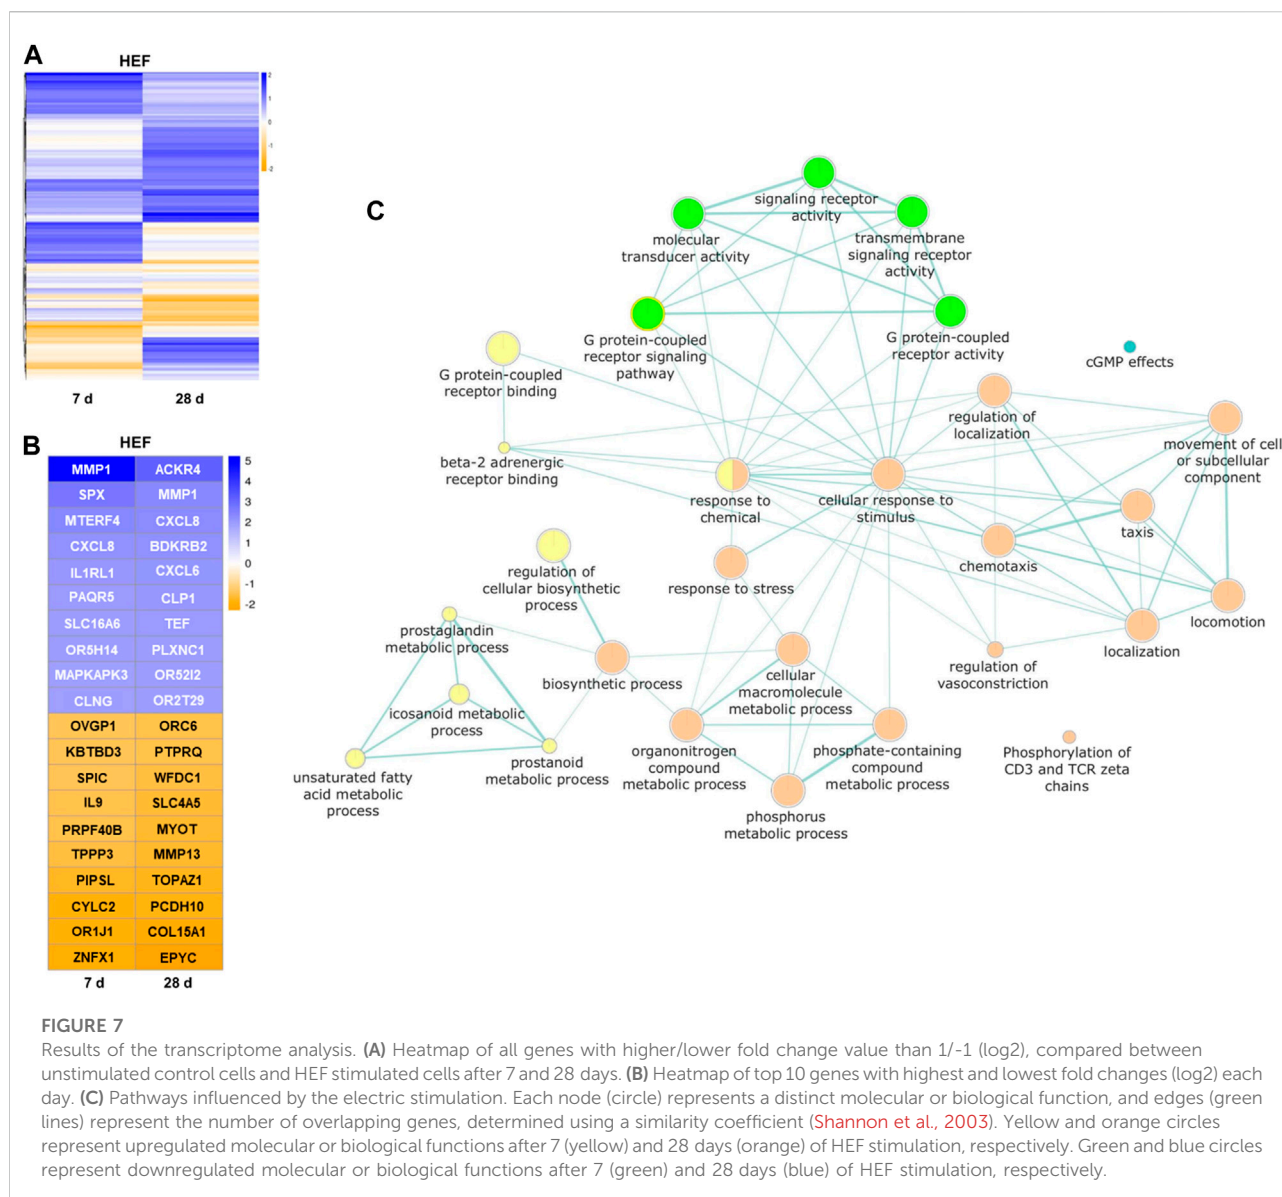 A
HEF
2
1
0
-1
-2
7 d
28 d
B
HEF
MMP1 ACKR4
SPX MMP1
MTERF4 CXCL8
CXCL8 BDKRB2
IL1RL1 CXCL6
PAQR5 CLP1
SLC16A6 TEF
OR5H14 PLXNC1
MAPKAPK3 OR52I2
CLNG OR2T29
OVGP1 ORC6
KBTBD3 PTPRQ
SPIC WFDC1
IL9 SLC4A5
PRPF40B MYOT
TPPP3 MMP13
PIPSL TOPAZ1
CYLC2 PCDH10
OR1J1 COL15A1
ZNFX1 EPYC
7 d 28 d
5
4
2
0
-1
-2
C
signaling receptor
activity
molecular
transducer activity
transmembrane
signaling receptor
activity
G protein-coupled
receptor signaling
pathway
G protein-coupled
receptor activity
G protein-coupled
receptor binding
cGMP effects
regulation of
localization
movement of cell
or subcellular
component
beta-2 adrenergic
receptor binding
response to
chemical
cellular response to
stimulus
taxis
chemotaxis
regulation of
cellular biosynthetic
process
response to stress
locomotion
prostaglandin
metabolic process
localization
biosynthetic process
cellular
macromolecule
metabolic process
regulation of
vasoconstriction
icosanoid metabolic
process
unsaturated fatty
acid metabolic
process
prostanoid
metabolic process
organonitrogen
compound
metabolic process
phosphate-containing
compound
metabolic process
Phosphorylation of
CD3 and TCR zeta
chains
phosphorus
metabolic process
FIGURE 7
Results of the transcriptome analysis. (A) Heatmap of all genes with higher/lower fold change value than 1/-1 (log2), compared between
unstimulated control cells and HEF stimulated cells after 7 and 28 days. (B) Heatmap of top 10 genes with highest and lowest fold changes (log2) each
day. (C) Pathways influenced by the electric stimulation. Each node (circle) represents a distinct molecular or biological function, and edges (green
lines) represent the number of overlapping genes, determined using a similarity coefficient (Shannon et al., 2003). Yellow and orange circles
represent upregulated molecular or biological functions after 7 (yellow) and 28 days (orange) of HEF stimulation, respectively. Green and blue circles
represent downregulated molecular or biological functions after 7 (green) and 28 days (blue) of HEF stimulation, respectively.